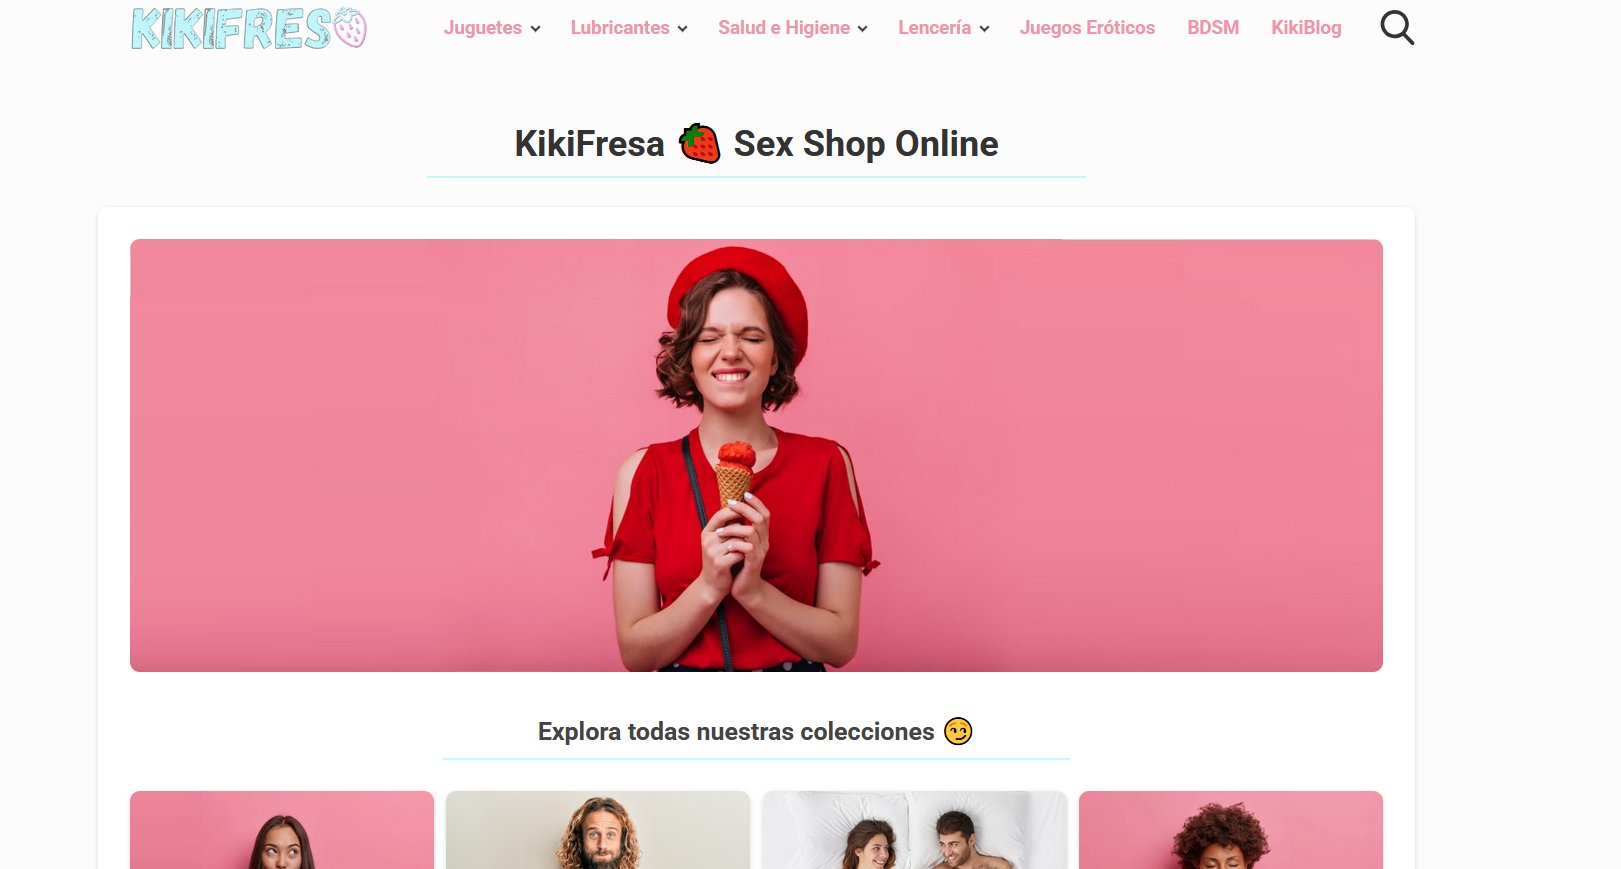 KIKIFRES
Juguetes Lubricantes Salud e Higiene Lencería Juegos Eróticos BDSM KikiBlog
KikiFresa 🍓 Sex Shop Online
Explora todas nuestras colecciones 😏